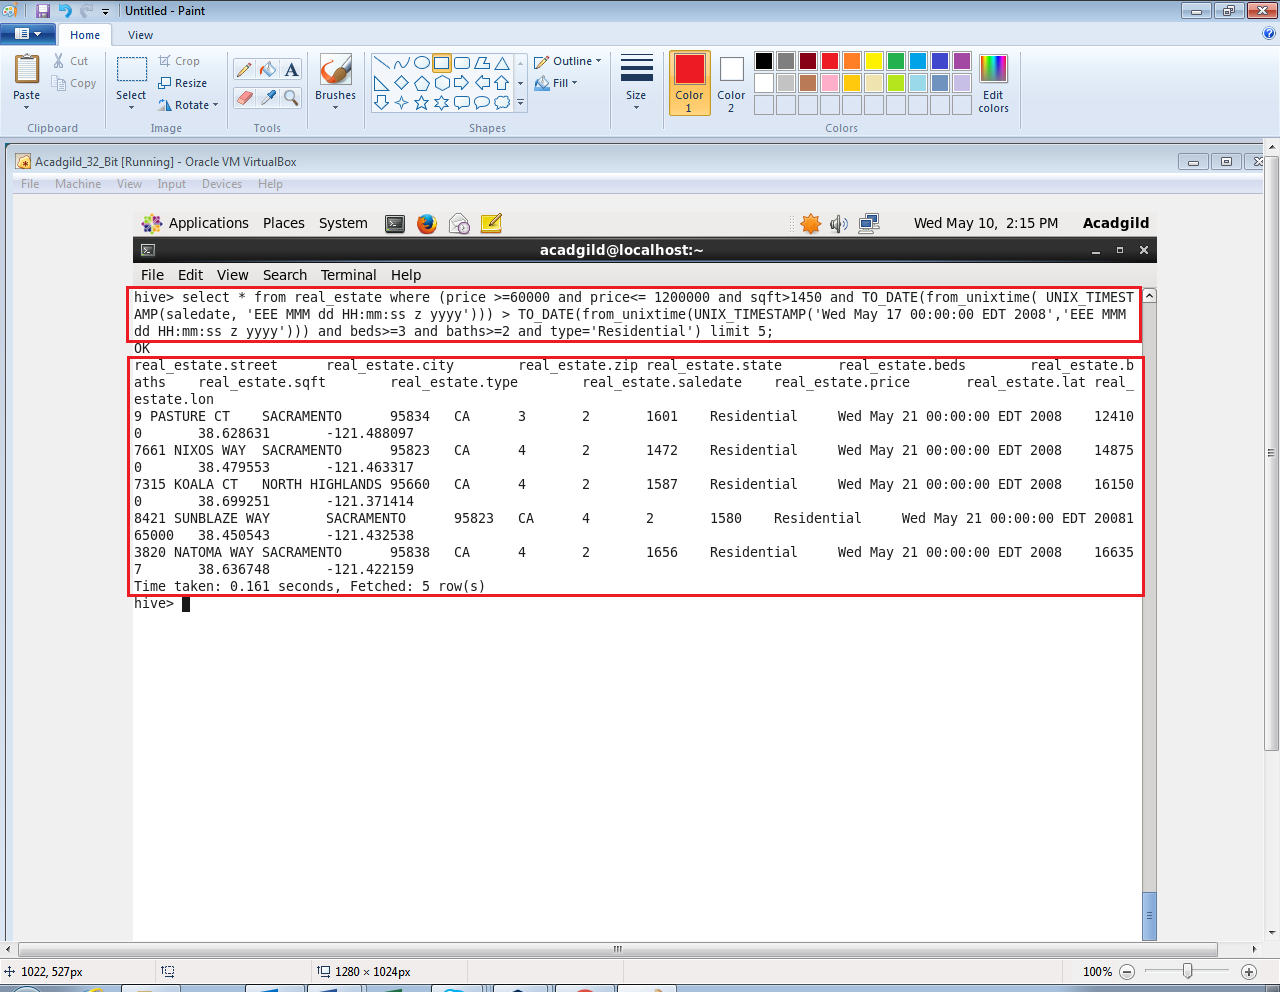 Untitled - Paint
Home View
Paste
Cut
Copy
Clipboard
Select
Crop
Resize
Rotate
Image
Tools
Brushes
Shapes
Outline
Fill
Size
Color 1
Color 2
Edit colors
Colors
Acadgild_32_Bit [Running] - Oracle VM VirtualBox
File Machine View Input Devices Help
Applications Places System Wed May 10, 2:15 PM Acadgild
acadgild@localhost:~
File Edit View Search Terminal Help
hive> select * from real_estate where (price >=60000 and price<= 1200000 and sqft>1450 and TO_DATE(from_unixtime( UNIX_TIMEST
AMP(saledate, 'EEE MMM dd HH:mm:ss z yyyy'))) > TO_DATE(from_unixtime(UNIX_TIMESTAMP('Wed May 17 00:00:00 EDT 2008','EEE MMM
dd HH:mm:ss z yyyy'))) and beds>=3 and baths>=2 and type='Residential') limit 5;
OK
real_estate.street real_estate.city real_estate.zip real_estate.state real_estate.beds real_estate.b
aths real_estate.sqft real_estate.type real_estate.saledate real_estate.price real_estate.lat real_
estate.lon
9 PASTURE CT SACRAMENTO 95834 CA 3 2 1601 Residential Wed May 21 00:00:00 EDT 2008 12410
0 38.628631 -121.488097
7661 NIXOS WAY SACRAMENTO 95823 CA 4 2 1472 Residential Wed May 21 00:00:00 EDT 2008 14875
0 38.479553 -121.463317
7315 KOALA CT NORTH HIGHLANDS 95660 CA 4 2 1587 Residential Wed May 21 00:00:00 EDT 2008 16150
0 38.699251 -121.371414
8421 SUNBLAZE WAY SACRAMENTO 95823 CA 4 2 1580 Residential Wed May 21 00:00:00 EDT 20081
65000 38.450543 -121.432538
3820 NATOMA WAY SACRAMENTO 95838 CA 4 2 1656 Residential Wed May 21 00:00:00 EDT 2008 16635
7 38.636748 -121.422159
Time taken: 0.161 seconds, Fetched: 5 row(s)
hive>
1022, 527px 1280 × 1024px 100%